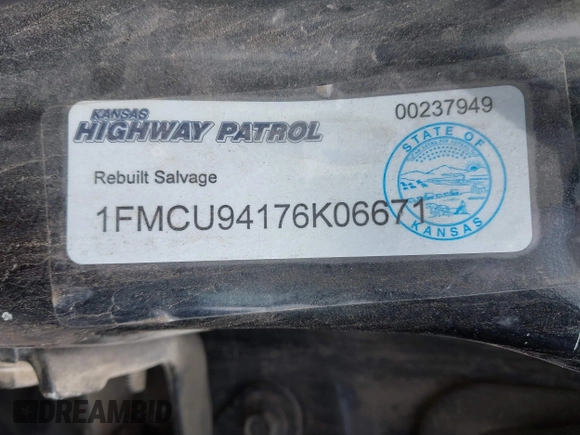 KANSAS
HIGHWAY PATROL
00237949
Rebuilt Salvage
1FMCU94176K06671
STATE OF
KANSAS
DREAMBID